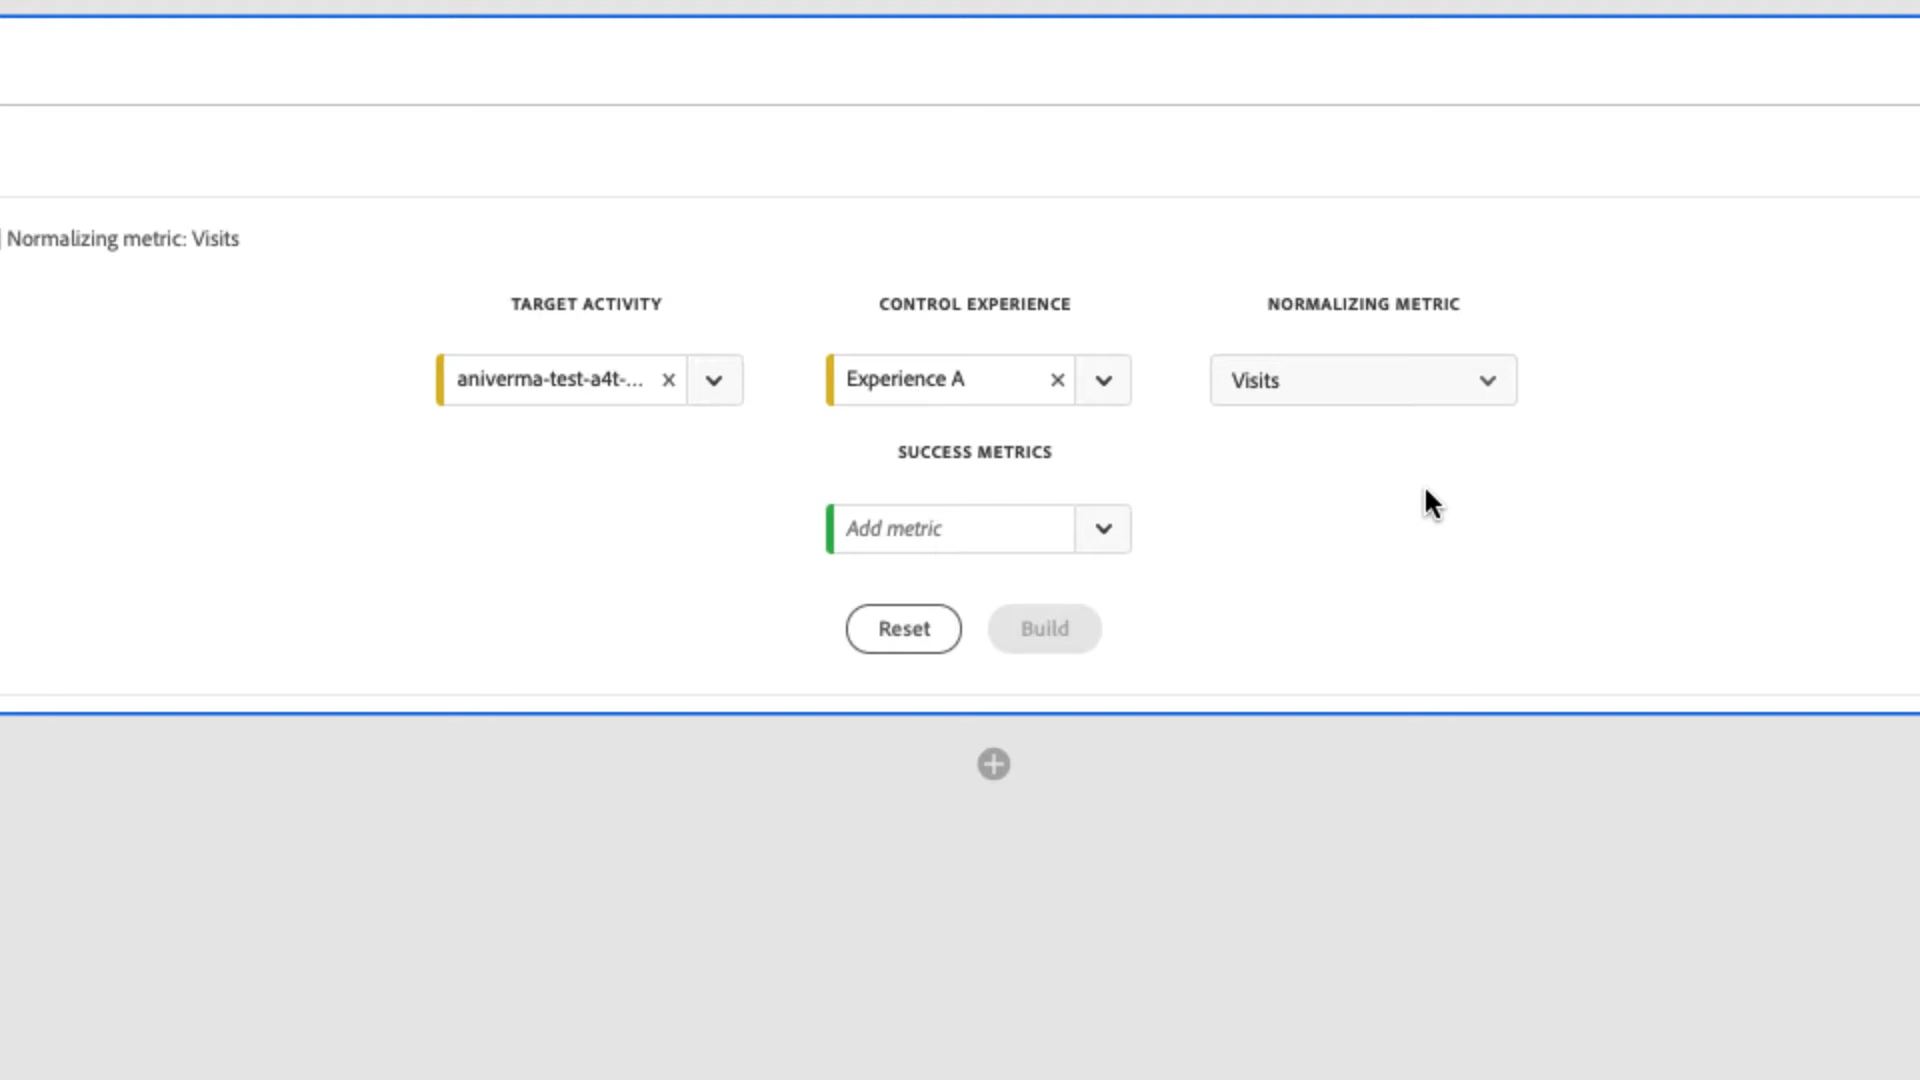 Normalizing metric: Visits
TARGET ACTIVITY
CONTROL EXPERIENCE
NORMALIZING METRIC
aniverma-test-a4t-...
Experience A
Visits
SUCCESS METRICS
Add metric
Reset
Build